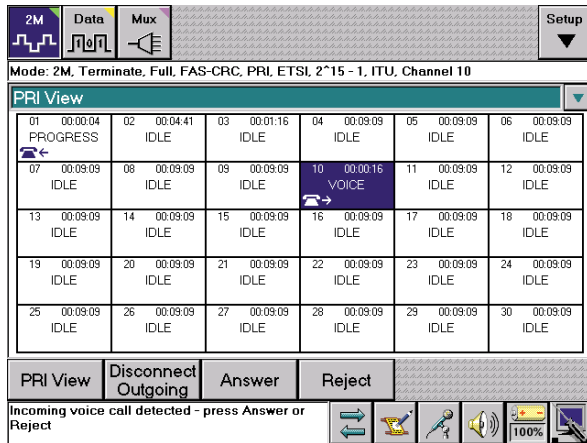 2M Data Mux Setup
1010
Mode: 2M, Terminate, Full, FAS-CRC, PRI, ETSI, 2^15 - 1, ITU, Channel 10
PRI View
01 00:00:04 02 00:04:41 03 00:01:16 04 00:09:09 05 00:09:09 06 00:09:09
PROGRESS IDLE IDLE IDLE IDLE IDLE
07 00:09:09 08 00:09:09 09 00:09:09 10 00:00:16 11 00:09:09 12 00:09:09
IDLE IDLE IDLE VOICE IDLE IDLE
13 00:09:09 14 00:09:09 15 00:09:09 16 00:09:09 17 00:09:09 18 00:09:09
IDLE IDLE IDLE IDLE IDLE IDLE
19 00:09:09 20 00:09:09 21 00:09:09 22 00:09:09 23 00:09:09 24 00:09:09
IDLE IDLE IDLE IDLE IDLE IDLE
25 00:09:09 26 00:09:09 27 00:09:09 28 00:09:09 29 00:09:09 30 00:09:09
IDLE IDLE IDLE IDLE IDLE IDLE
PRI View Disconnect Outgoing Answer Reject
Incoming voice call detected - press Answer or
Reject
100%